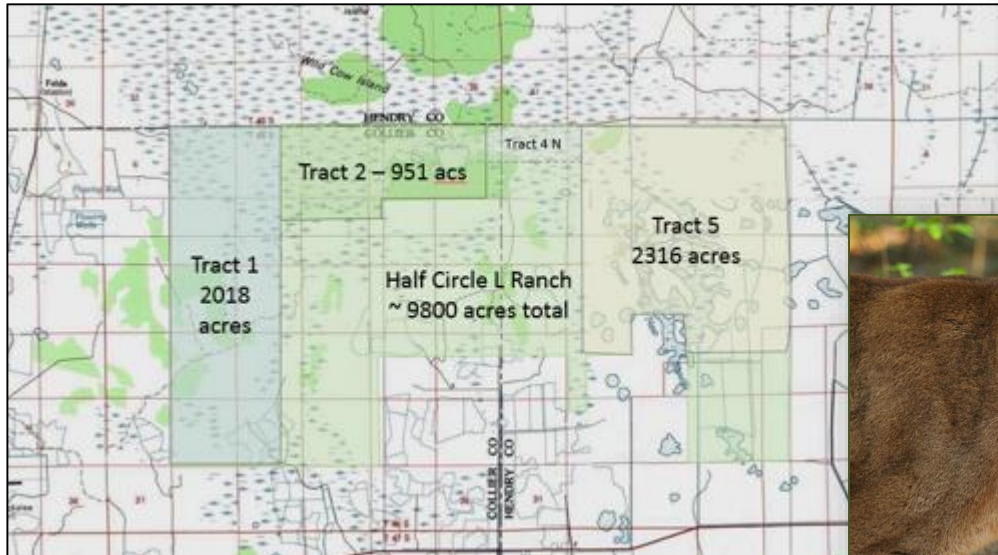 Wild Cow Island
Felda
HENDRY CO
COLLIER CO
Tract 4 N
Tract 2 – 951 acs
Tract 1
2018
acres
Half Circle L Ranch
~ 9800 acres total
Tract 5
2316 acres
COLLIER CO
HENDRY CO